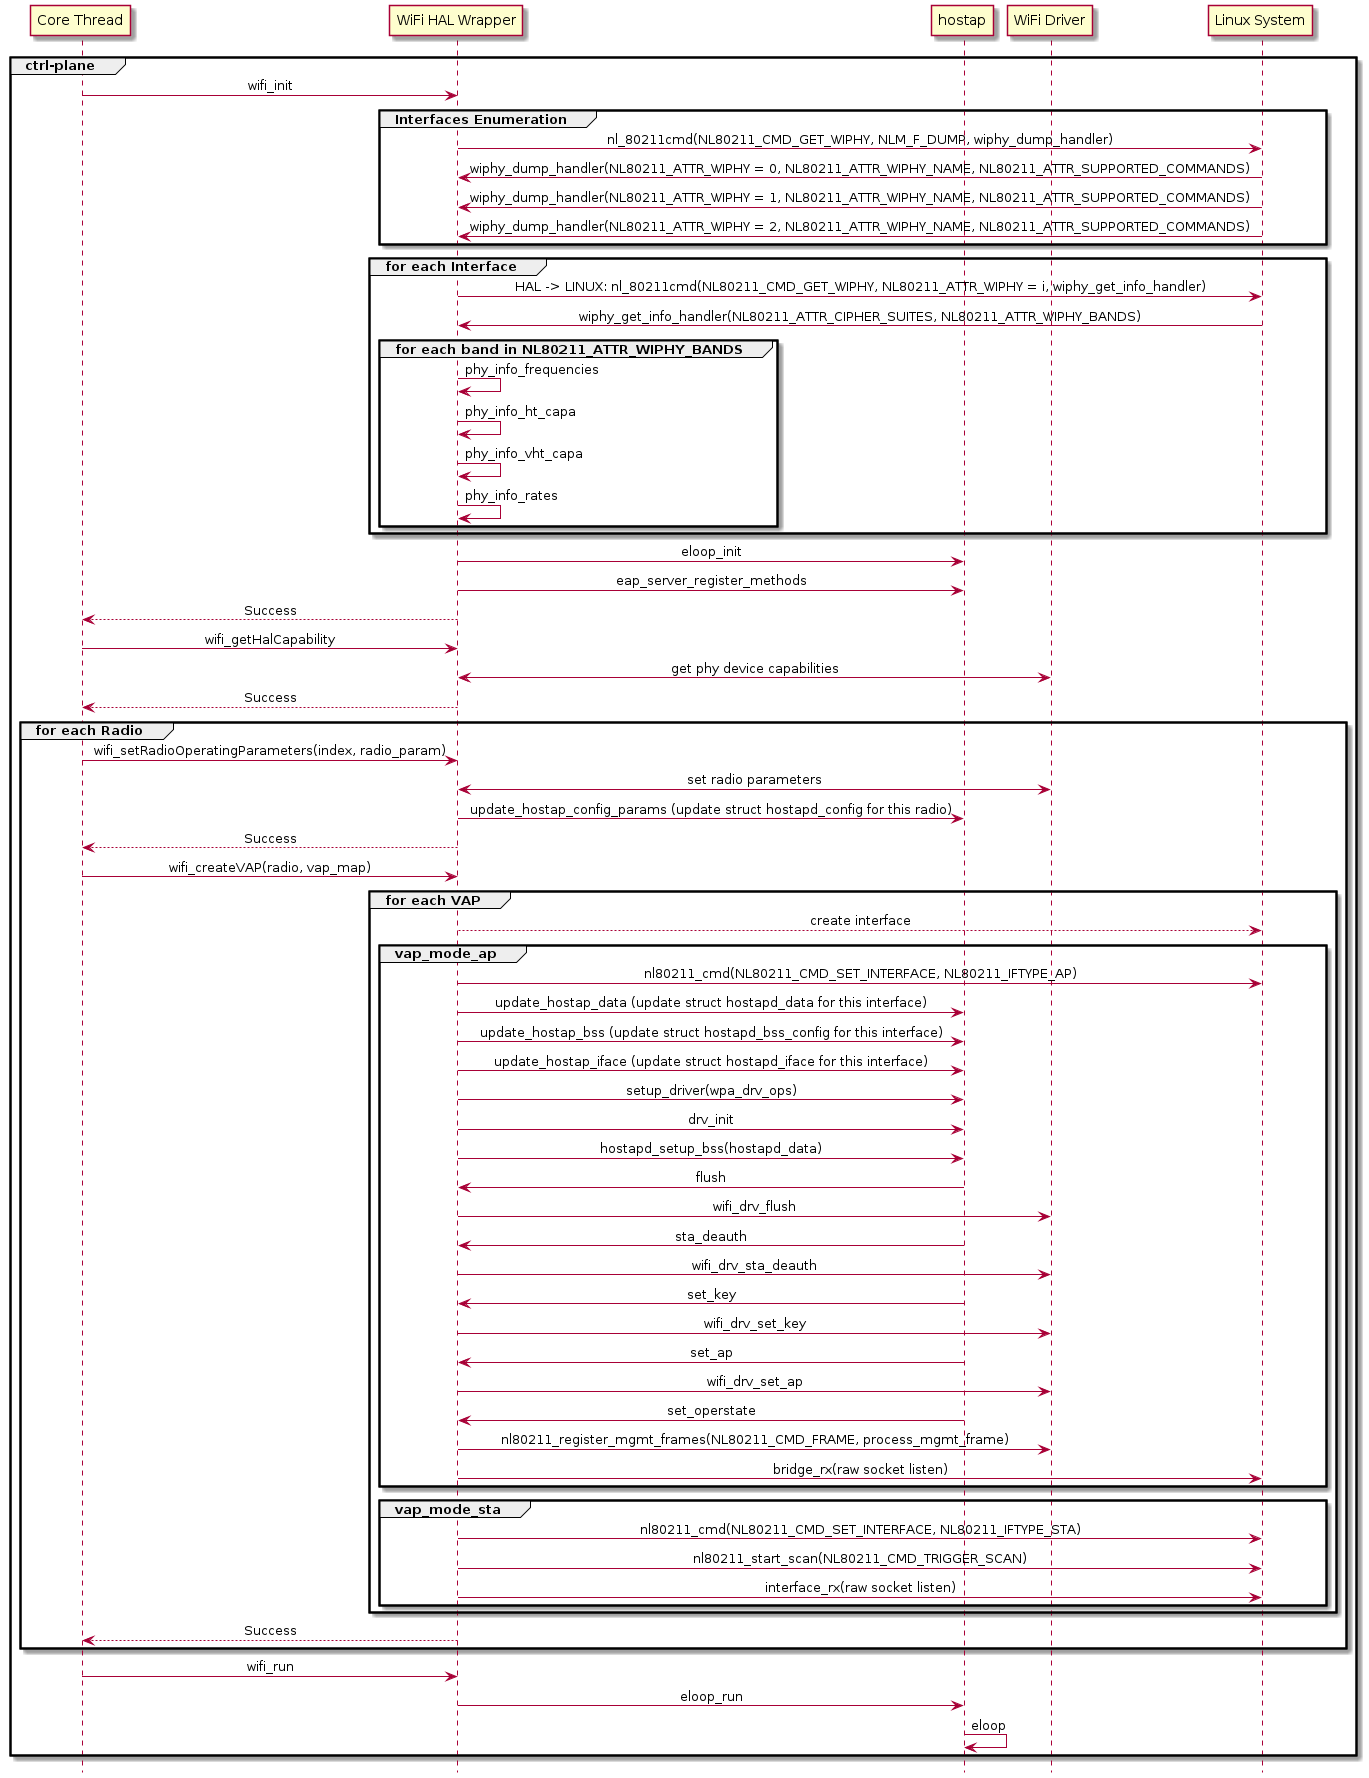 Core Thread
WiFi HAL Wrapper
hostap
WiFi Driver
Linux System
ctrl-plane
wifi_init
Interfaces Enumeration
nl_80211cmd(NL80211_CMD_GET_WIPHY, NLM_F_DUMP, wiphy_dump_handler)
wiphy_dump_handler(NL80211_ATTR_WIPHY = 0, NL80211_ATTR_WIPHY_NAME, NL80211_ATTR_SUPPORTED_COMMANDS)
wiphy_dump_handler(NL80211_ATTR_WIPHY = 1, NL80211_ATTR_WIPHY_NAME, NL80211_ATTR_SUPPORTED_COMMANDS)
wiphy_dump_handler(NL80211_ATTR_WIPHY = 2, NL80211_ATTR_WIPHY_NAME, NL80211_ATTR_SUPPORTED_COMMANDS)
for each Interface
HAL -> LINUX: nl_80211cmd(NL80211_CMD_GET_WIPHY, NL80211_ATTR_WIPHY = i, wiphy_get_info_handler)
wiphy_get_info_handler(NL80211_ATTR_CIPHER_SUITES, NL80211_ATTR_WIPHY_BANDS)
for each band in NL80211_ATTR_WIPHY_BANDS
phy_info_frequencies
phy_info_ht_capa
phy_info_vht_capa
phy_info_rates
eloop_init
eap_server_register_methods
Success
wifi_getHalCapability
get phy device capabilities
Success
for each Radio
wifi_setRadioOperatingParameters(index, radio_param)
set radio parameters
update_hostap_config_params (update struct hostapd_config for this radio)
Success
wifi_createVAP(radio, vap_map)
for each VAP
create interface
vap_mode_ap
nl80211_cmd(NL80211_CMD_SET_INTERFACE, NL80211_IFTYPE_AP)
update_hostap_data (update struct hostapd_data for this interface)
update_hostap_bss (update struct hostapd_bss_config for this interface)
update_hostap_iface (update struct hostapd_iface for this interface)
setup_driver(wpa_drv_ops)
drv_init
hostapd_setup_bss(hostapd_data)
flush
wifi_drv_flush
sta_deauth
wifi_drv_sta_deauth
set_key
wifi_drv_set_key
set_ap
wifi_drv_set_ap
set_operstate
nl80211_register_mgmt_frames(NL80211_CMD_FRAME, process_mgmt_frame)
bridge_rx(raw socket listen)
vap_mode_sta
nl80211_cmd(NL80211_CMD_SET_INTERFACE, NL80211_IFTYPE_STA)
nl80211_start_scan(NL80211_CMD_TRIGGER_SCAN)
interface_rx(raw socket listen)
Success
wifi_run
eloop_run
eloop